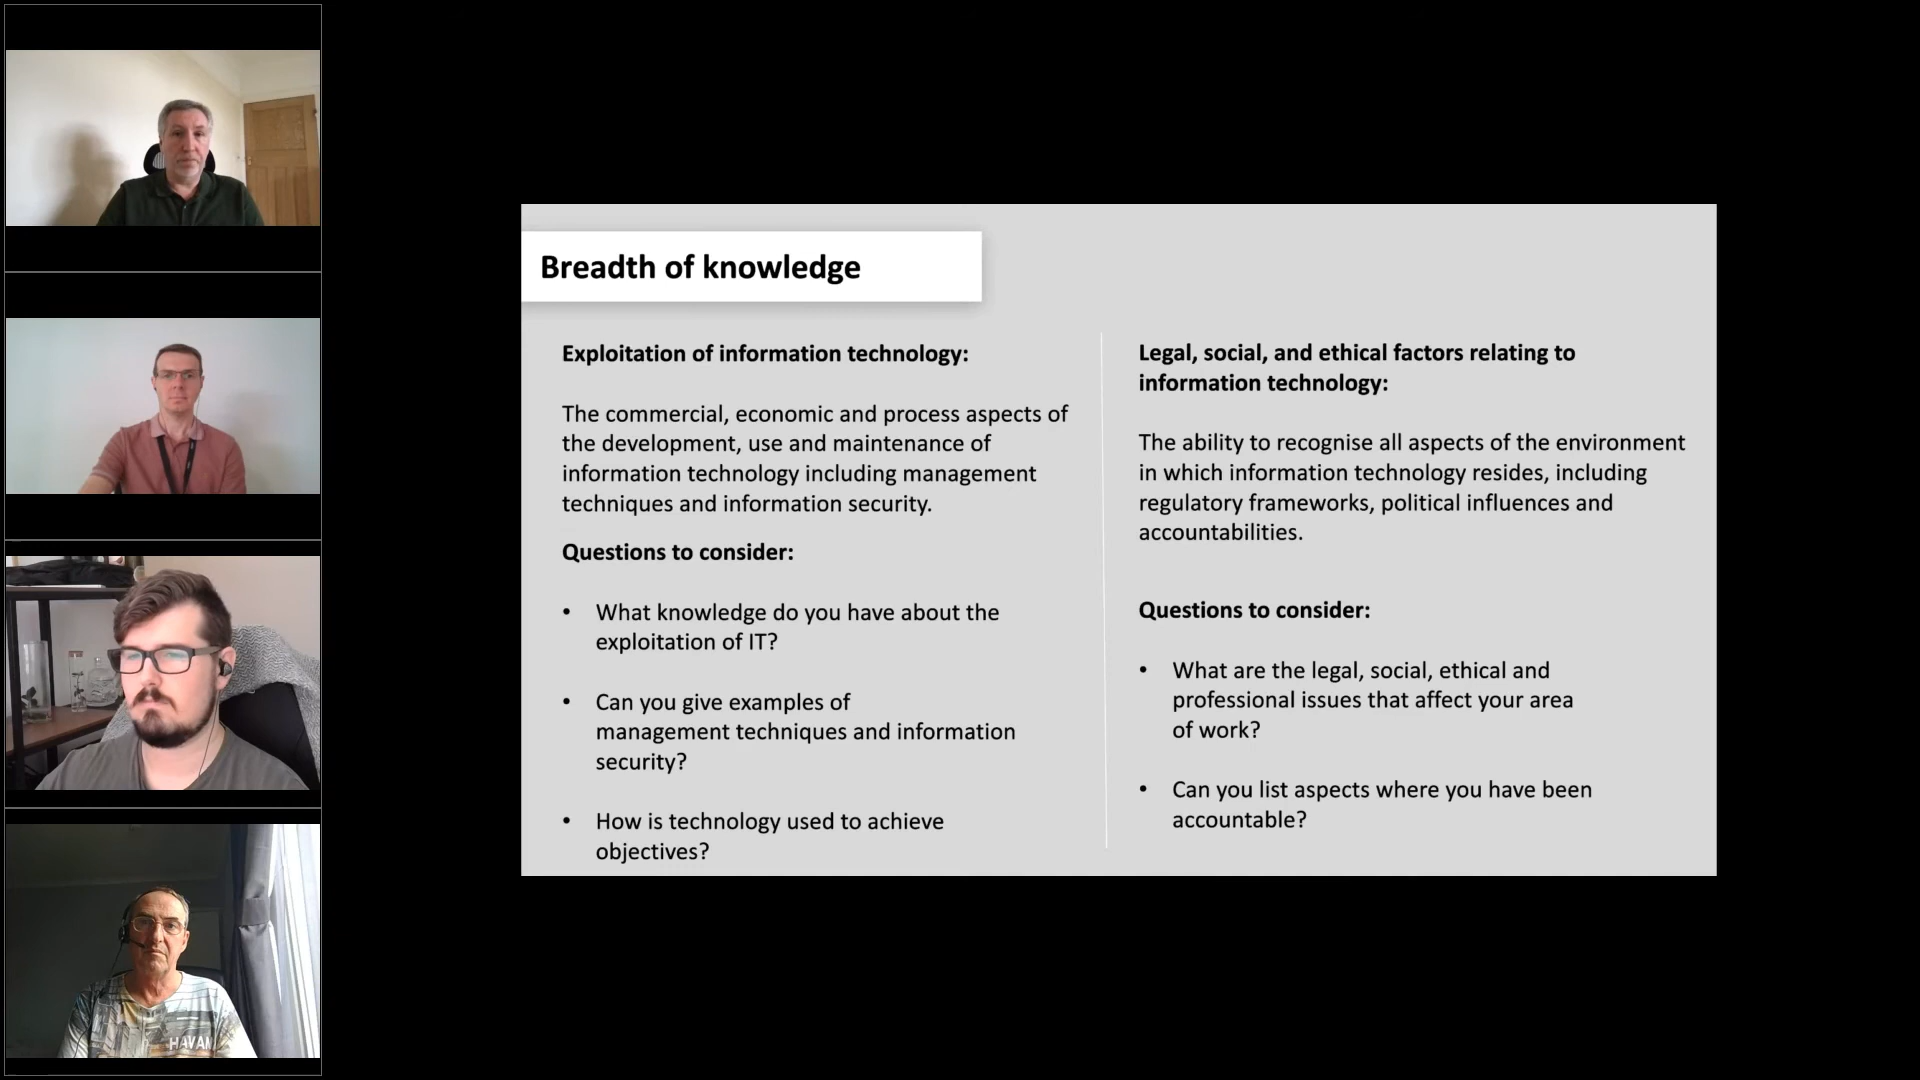 Breadth of knowledge
Exploitation of information technology:
The commercial, economic and process aspects of
the development, use and maintenance of
information technology including management
techniques and information security.
Questions to consider:
• What knowledge do you have about the
exploitation of IT?
• Can you give examples of
management techniques and information
security?
• How is technology used to achieve
objectives?
Legal, social, and ethical factors relating to
information technology:
The ability to recognise all aspects of the environment
in which information technology resides, including
regulatory frameworks, political influences and
accountabilities.
Questions to consider:
• What are the legal, social, ethical and
professional issues that affect your area
of work?
• Can you list aspects where you have been
accountable?
HAVAN